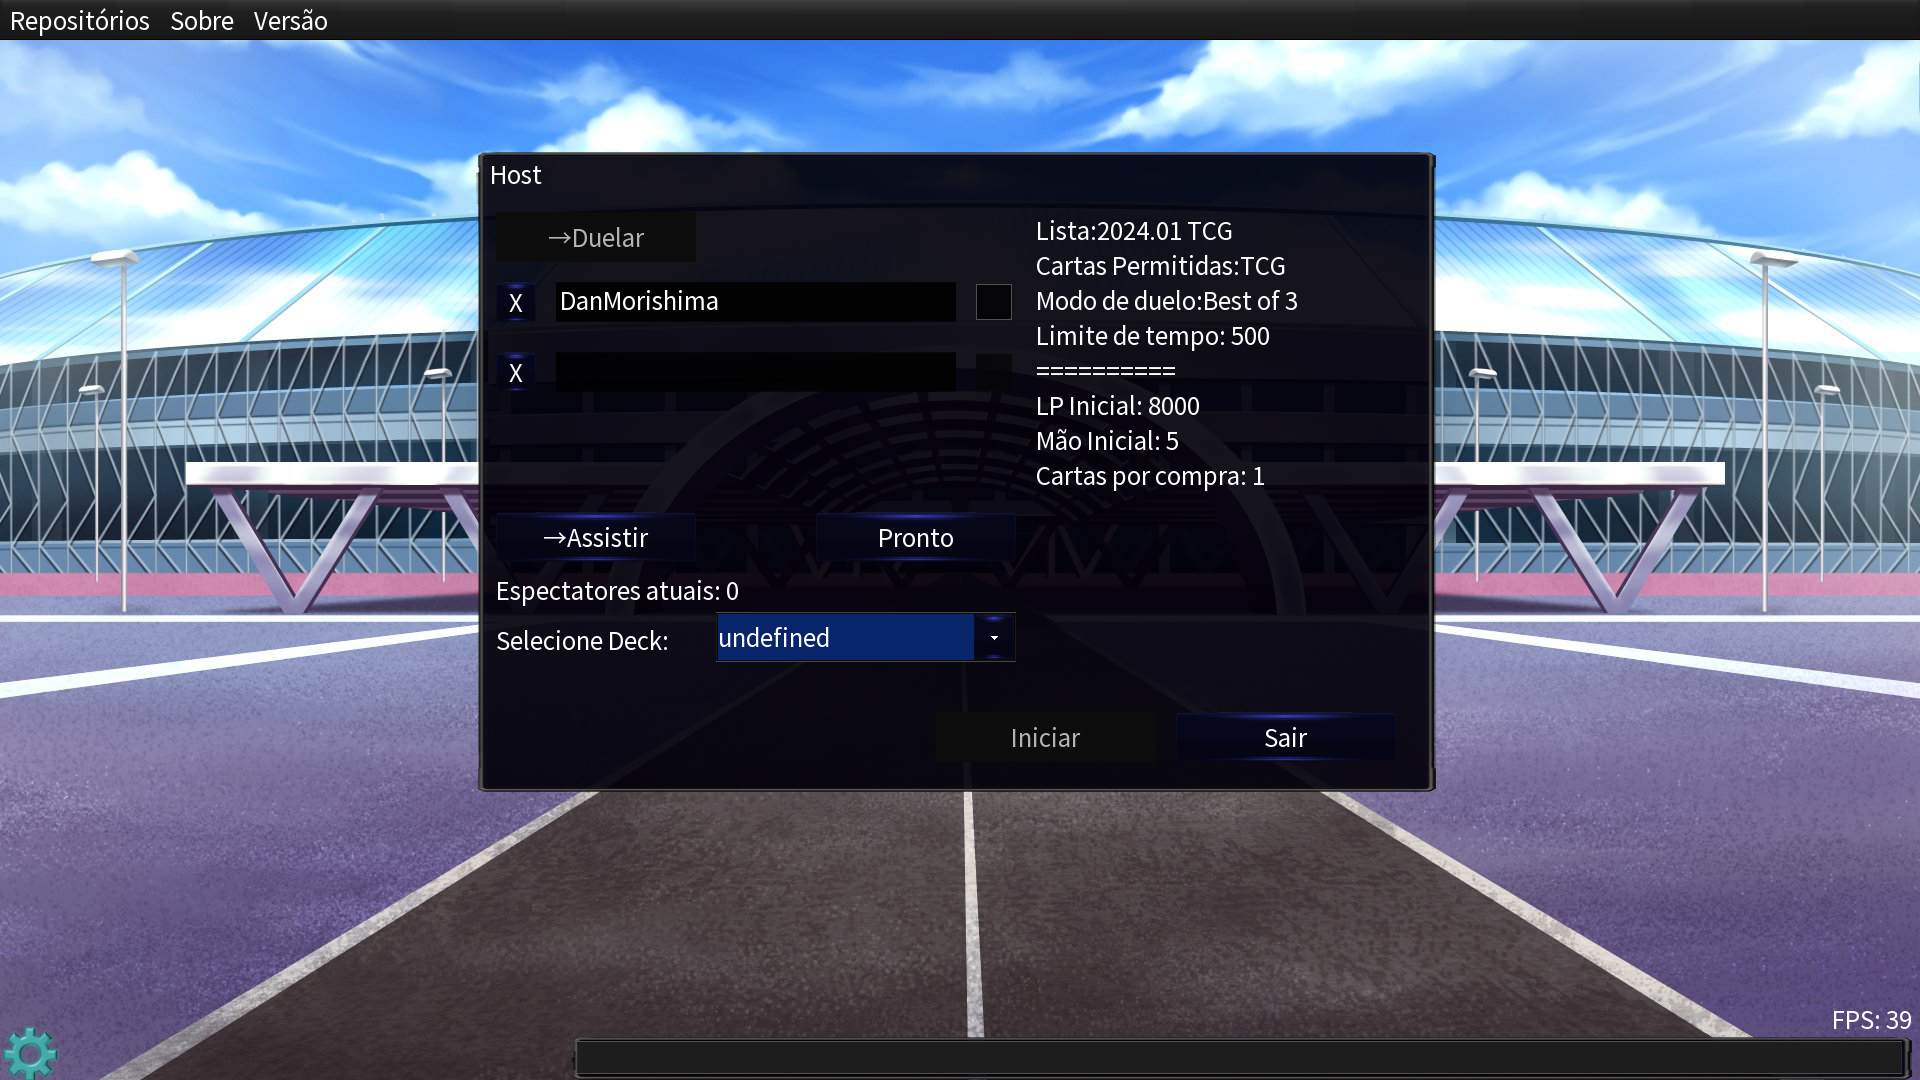 Repositórios Sobre Versão
Host
→Duelar
X DanMorishima
X
Lista:2024.01 TCG
Cartas Permitidas:TCG
Modo de duelo:Best of 3
Limite de tempo: 500
==========
LP Inicial: 8000
Mão Inicial: 5
Cartas por compra: 1
→Assistir Pronto
Espectatores atuais: 0
Selecione Deck: undefined
Iniciar Sair
FPS: 39